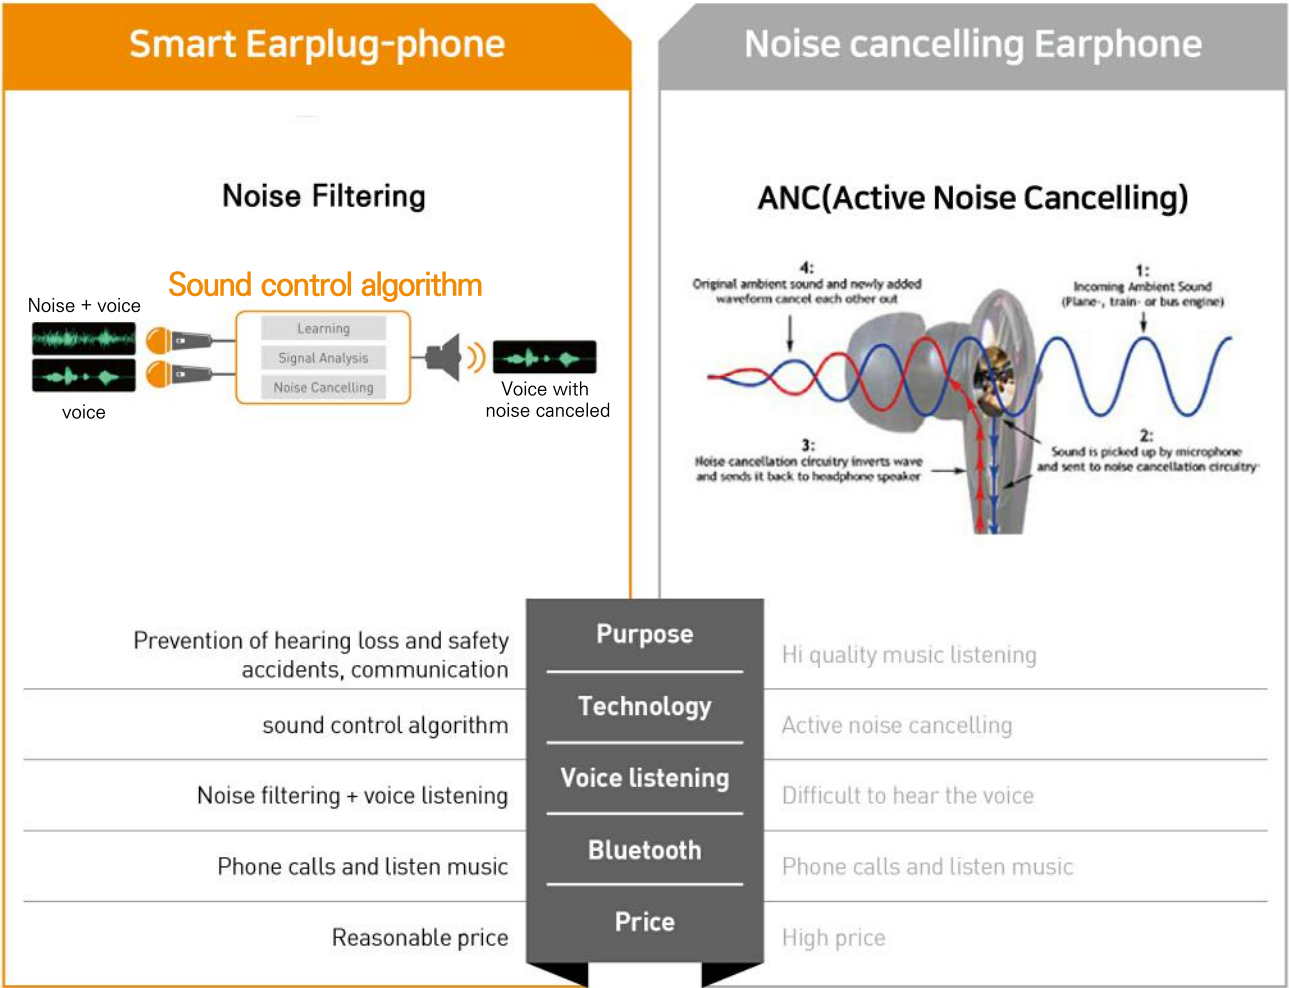 Smart Earplug-phone
Noise cancelling Earphone
Noise Filtering
Sound control algorithm
Noise + voice
Learning
Signal Analysis
Noise Cancelling
voice
Voice with
noise canceled
ANC(Active Noise Cancelling)
4:
Original ambient sound and newly added
waveform cancel each other out
1:
Incoming Ambient Sound
(Plane-, train- or bus engine)
3:
Noise cancellation circuitry inverts wave
and sends it back to headphone speaker
2:
Sound is picked up by microphone
and sent to noise cancellation circuitry
Prevention of hearing loss and safety
accidents, communication
Purpose
Hi quality music listening
sound control algorithm
Technology
Active noise cancelling
Noise filtering + voice listening
Voice listening
Difficult to hear the voice
Phone calls and listen music
Bluetooth
Phone calls and listen music
Reasonable price
Price
High price